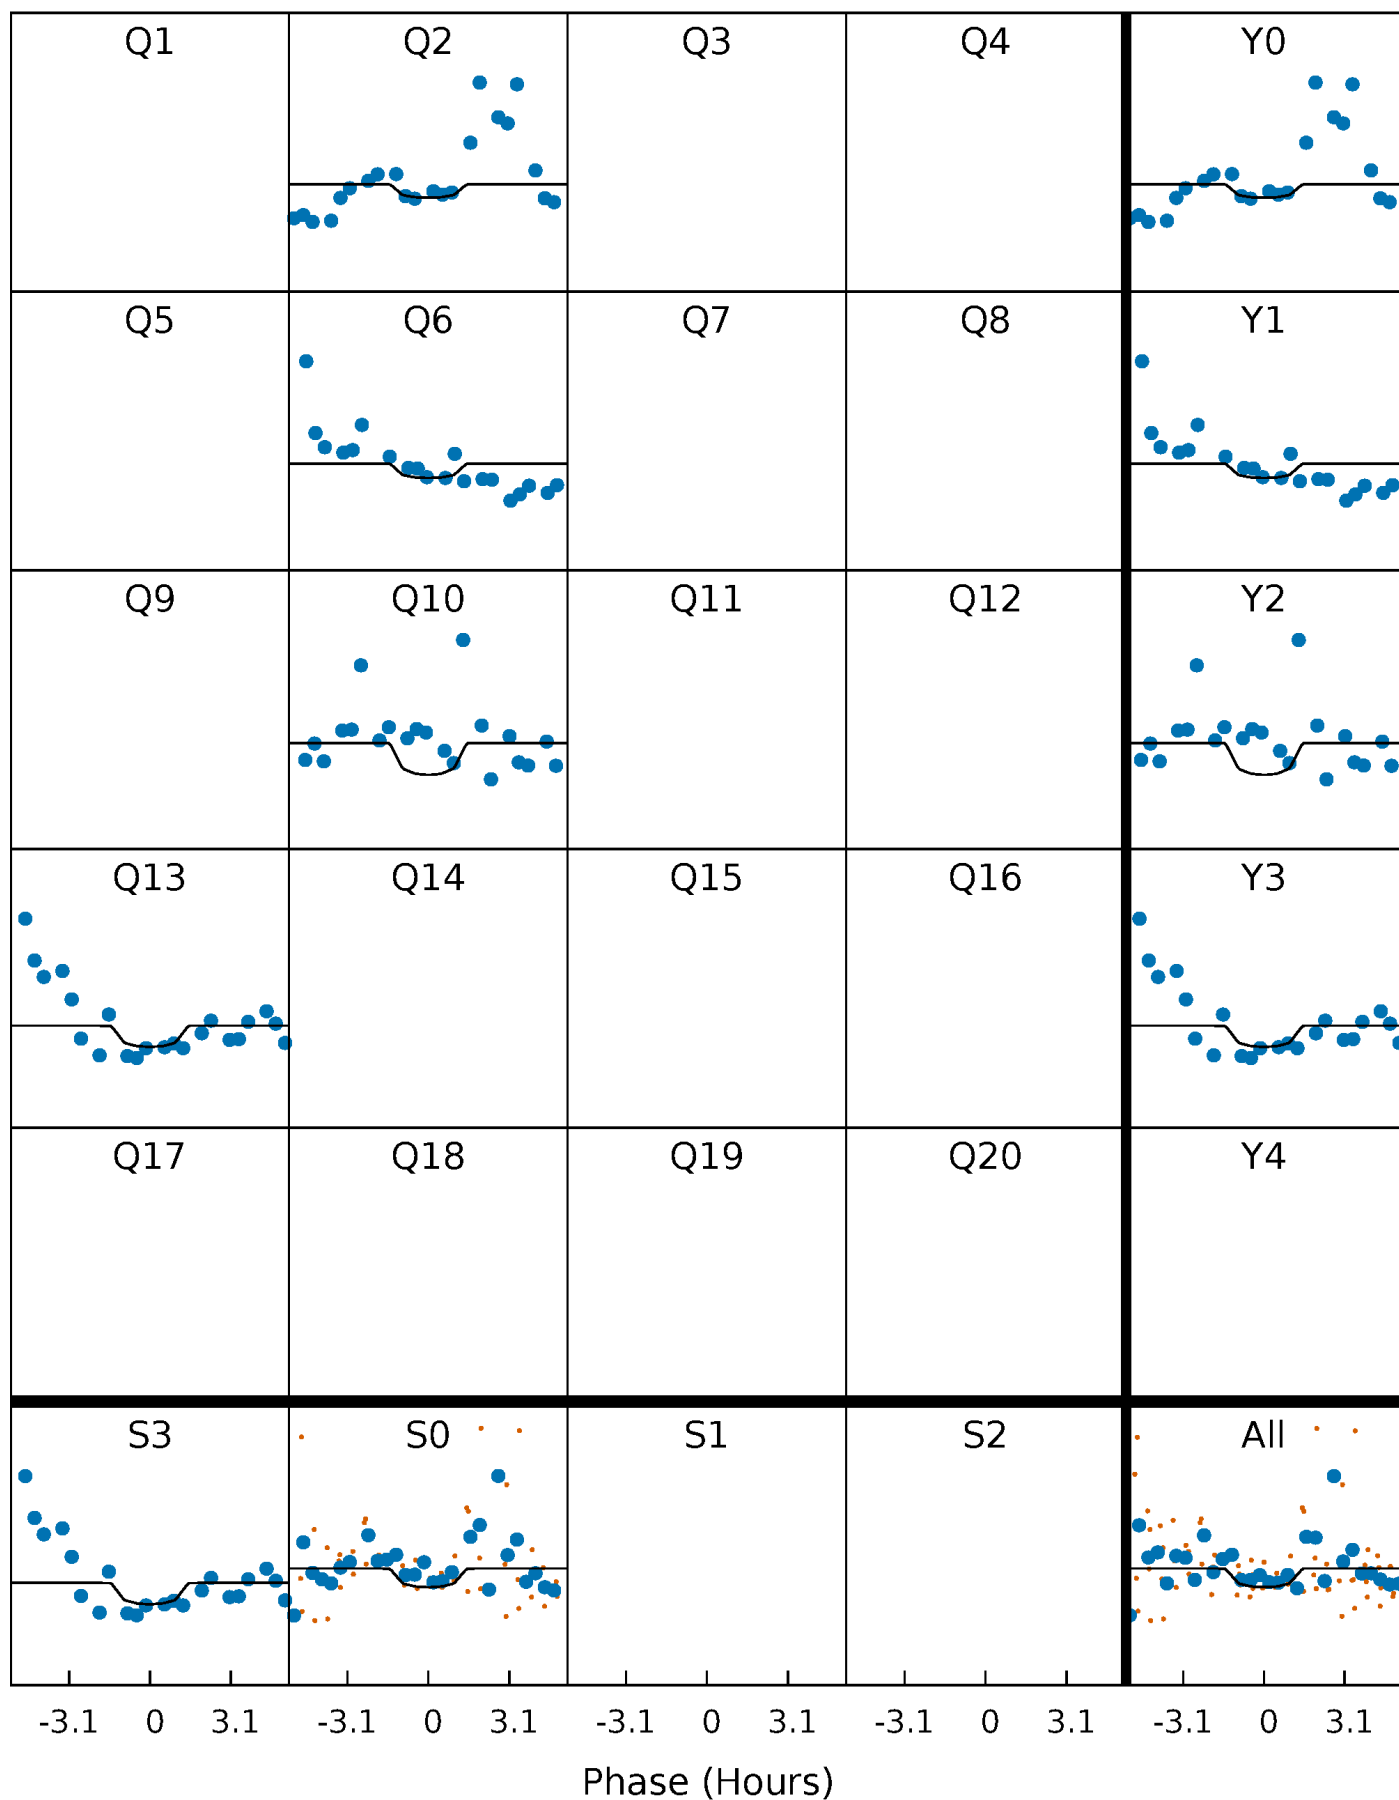 Q1 Q2 Q3 Q4 Y0
Q5 Q6 Q7 Q8 Y1
Q9 Q10 Q11 Q12 Y2
Q13 Q14 Q15 Q16 Y3
Q17 Q18 Q19 Q20 Y4
S3 S0 S1 S2 All
-3.1 0 3.1 -3.1 0 3.1 -3.1 0 3.1 -3.1 0 3.1 -3.1 0 3.1
Phase (Hours)